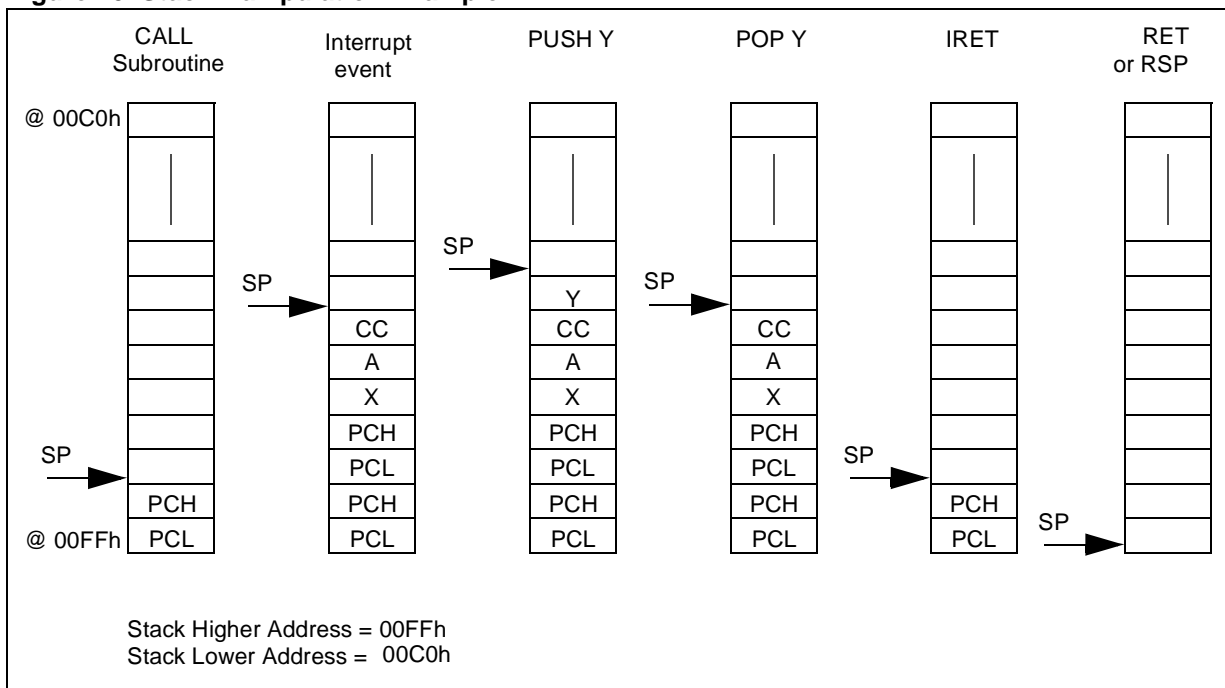 CALL
Subroutine
Interrupt
event
PUSH Y
POP Y
IRET
RET
or RSP
@ 00C0h
SP
SP
SP
Y
CC
CC
CC
A
A
A
X
X
X
PCH
PCH
PCH
SP
PCL
PCL
PCL
SP
PCH
PCH
PCH
PCH
PCH
SP
@ 00FFh
PCL
PCL
PCL
PCL
PCL
Stack Higher Address = 00FFh
Stack Lower Address = 00C0h